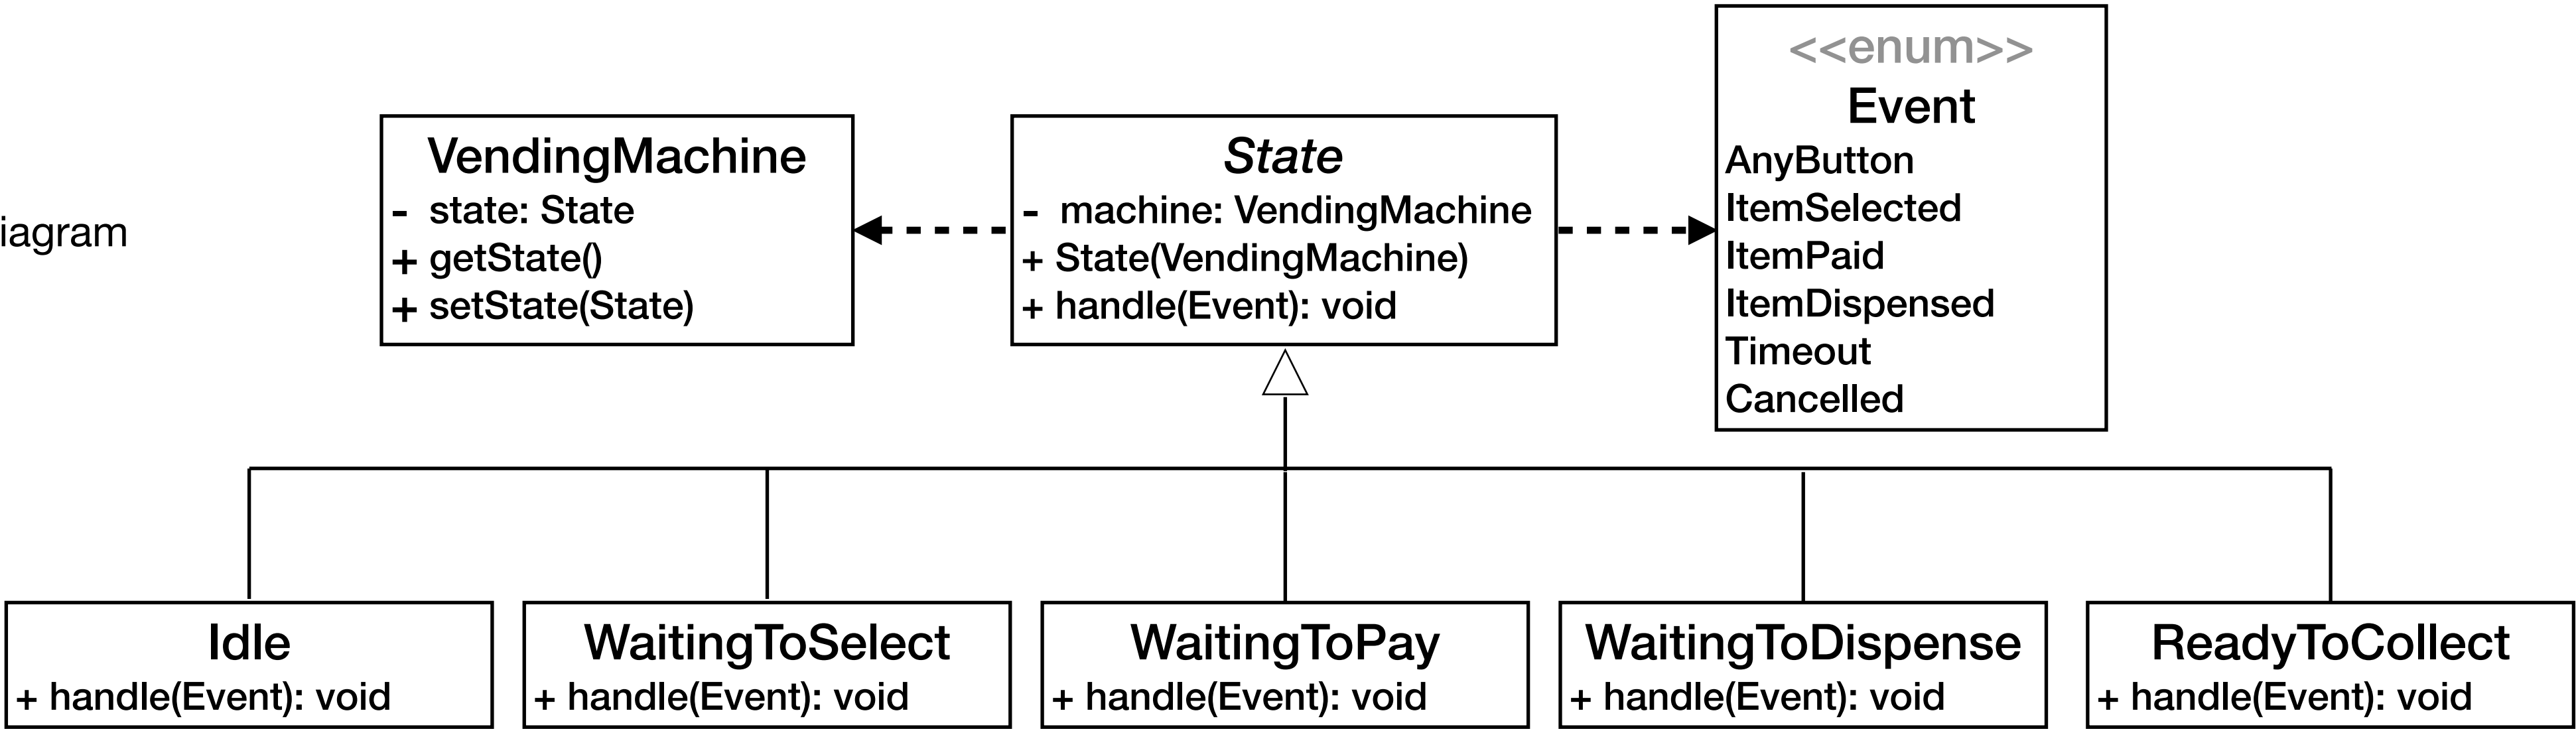 iagram
VendingMachine
- state: State
+ getState()
+ setState(State)
State
- machine: VendingMachine
+ State(VendingMachine)
+ handle(Event): void
<<enum>>
Event
AnyButton
ItemSelected
ItemPaid
ItemDispensed
Timeout
Cancelled
Idle
+ handle(Event): void
WaitingToSelect
+ handle(Event): void
WaitingToPay
+ handle(Event): void
WaitingToDispense
+ handle(Event): void
ReadyToCollect
+ handle(Event): void